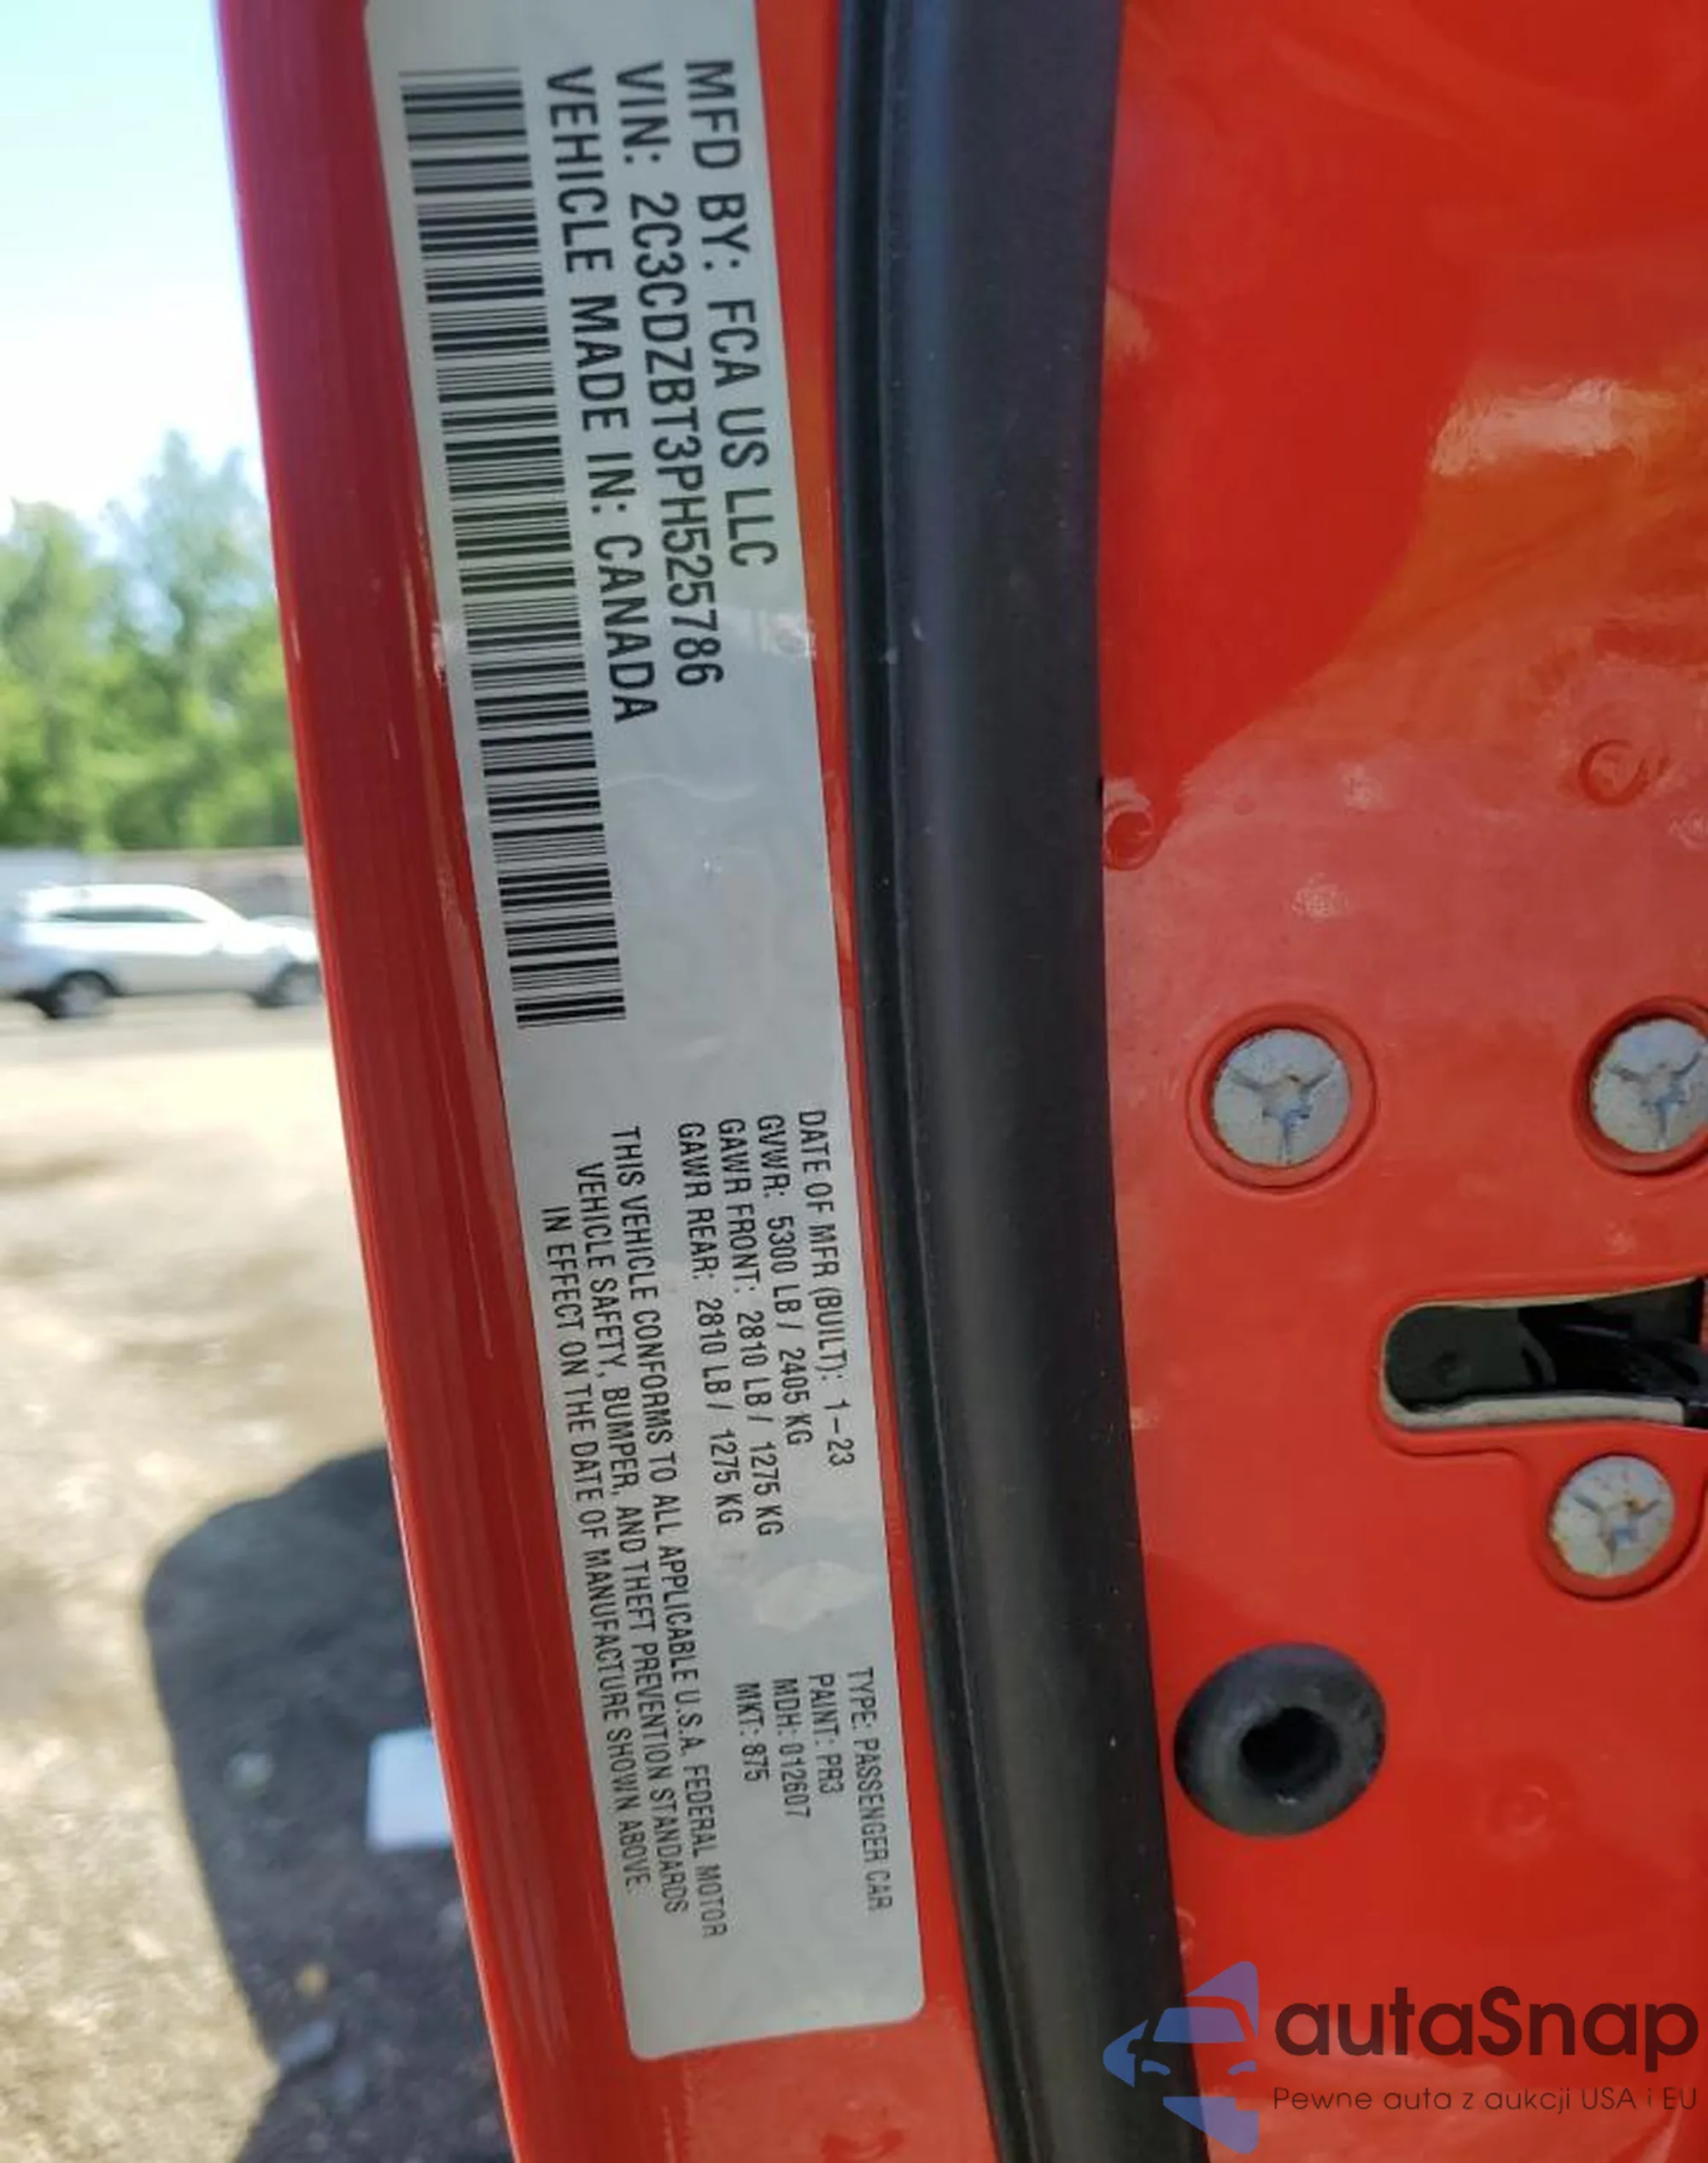 MFD BY: FCA US LLC
VIN: 2C3CDZBT3PH525786
VEHICLE MADE IN: CANADA
DATE OF MFR (BUILT): 1-23
GVWR: 5300 LB / 2405 KG
GAWR FRONT: 2810 LB / 1275 KG
GAWR REAR: 2810 LB / 1275 KG
TYPE: PASSENGER CAR
PAINT: PR3
MDH: 012607
MKT: 875
THIS VEHICLE CONFORMS TO ALL APPLICABLE U.S.A. FEDERAL MOTOR
VEHICLE SAFETY, BUMPER, AND THEFT PREVENTION STANDARDS
IN EFFECT ON THE DATE OF MANUFACTURE SHOWN ABOVE.
autaSnap
Pewne auta z aukcji USA i EU